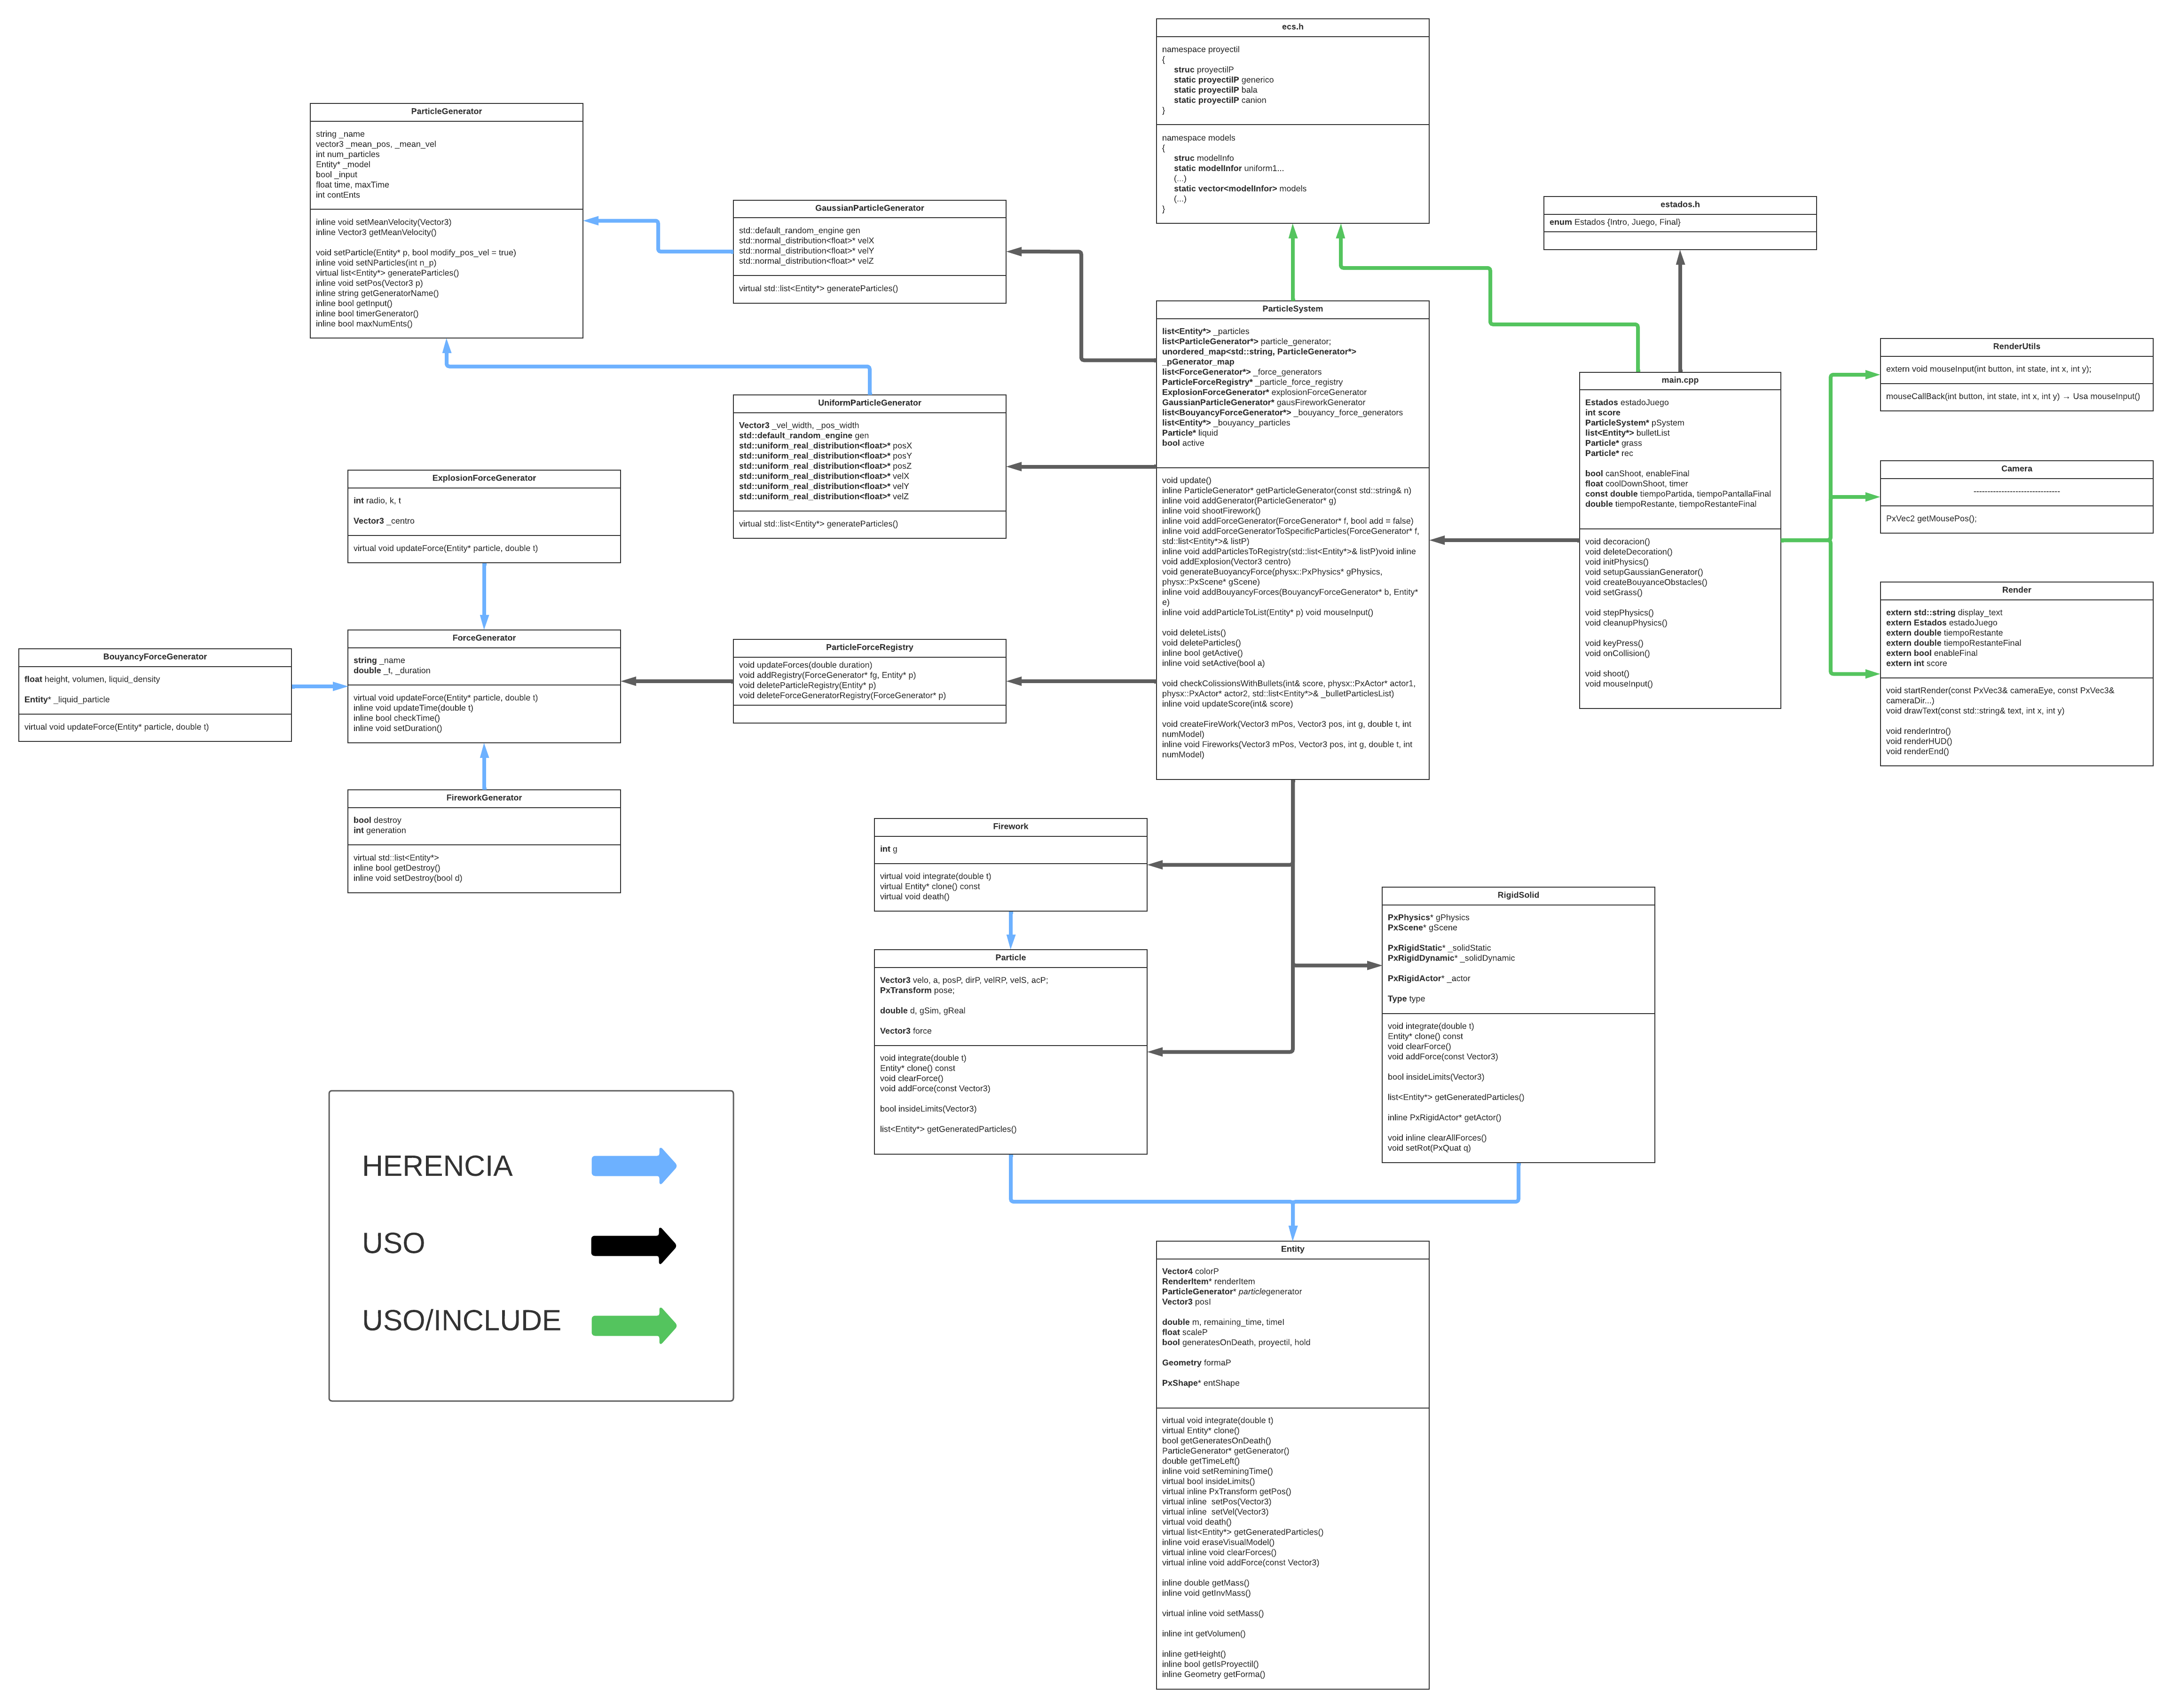 ecs.h
namespace proyectil
{
struc proyectilP
static proyectilP generico
static proyectilP bala
static proyectilP canion
}
namespace models
{
struc modelInfo
static modelInfor uniform1...
(...)
static vector<modelInfor> models
(...)
}
ParticleGenerator
string _name
vector3 _mean_pos, _mean_vel
int num_particles
Entity* _model
bool _input
float time, maxTime
int contEnts
inline void setMeanVelocity(Vector3)
inline Vector3 getMeanVelocity()
void setParticle(Entity* p, bool modify_pos_vel = true)
inline void setNParticles(int n_p)
virtual list<Entity*> generateParticles()
inline void setPos(Vector3 p)
inline string getGeneratorName()
inline bool getInput()
inline bool timerGenerator()
inline bool maxNumEnts()
GaussianParticleGenerator
std::default_random_engine gen
std::normal_distribution<float>* velX
std::normal_distribution<float>* velY
std::normal_distribution<float>* velZ
virtual std::list<Entity*> generateParticles()
estados.h
enum Estados {Intro, Juego, Final}
ParticleSystem
list<Entity*> _particles
list<ParticleGenerator*> particle_generator;
unordered_map<std::string, ParticleGenerator*>
_pGenerator_map
list<ForceGenerator*> _force_generators
ParticleForceRegistry* _particle_force_registry
ExplosionForceGenerator* explosionForceGenerator
GaussianParticleGenerator* gausFireworkGenerator
list<BouyancyForceGenerator*> _bouyancy_force_generators
list<Entity*> _bouyancy_particles
Particle* liquid
bool active
void update()
inline ParticleGenerator* getParticleGenerator(const std::string& n)
inline void addGenerator(ParticleGenerator* g)
inline void shootFirework()
inline void addForceGenerator(ForceGenerator* f, bool add = false)
inline void addForceGeneratorToSpecificParticles(ForceGenerator* f,
std::list<Entity*>& listP)
inline void addParticlesToRegistry(std::list<Entity*>& listP)void inline
void addExplosion(Vector3 centro)
void generateBuoyancyForce(physx::PxPhysics* gPhysics,
physx::PxScene* gScene)
inline void addBouyancyForces(BouyancyForceGenerator* b, Entity*
e)
inline void addParticleToList(Entity* p) void mouseInput()
void deleteLists()
void deleteParticles()
inline bool getActive()
inline void setActive(bool a)
void checkColissionsWithBullets(int& score, physx::PxActor* actor1,
physx::PxActor* actor2, std::list<Entity*>& _bulletParticlesList)
inline void updateScore(int& score)
void createFireWork(Vector3 mPos, Vector3 pos, int g, double t, int
numModel)
inline void Fireworks(Vector3 mPos, Vector3 pos, int g, double t, int
numModel)
main.cpp
Estados estadoJuego
int score
ParticleSystem* pSystem
list<Entity*> bulletList
Particle* grass
Particle* rec
bool canShoot, enableFinal
float coolDownShoot, timer
const double tiempoPartida, tiempoPantallaFinal
double tiempoRestante, tiempoRestanteFinal
void decoracion()
void deleteDecoration()
void initPhysics()
void setupGaussianGenerator()
void createBouyanceObstacles()
void setGrass()
void stepPhysics()
void cleanupPhysics()
void keyPress()
void onCollision()
void shoot()
void mouseInput()
RenderUtils
extern void mouseInput(int button, int state, int x, int y);
mouseCallBack(int button, int state, int x, int y) → Usa mouseInput()
Camera
-------------------------------
PxVec2 getMousePos();
Render
extern std::string display_text
extern Estados estadoJuego
extern double tiempoRestante
extern double tiempoRestanteFinal
extern bool enableFinal
extern int score
void startRender(const PxVec3& cameraEye, const PxVec3&
cameraDir...)
void drawText(const std::string& text, int x, int y)
void renderIntro()
void renderHUD()
void renderEnd()
UniformParticleGenerator
Vector3 _vel_width, _pos_width
std::default_random_engine gen
std::uniform_real_distribution<float>* posX
std::uniform_real_distribution<float>* posY
std::uniform_real_distribution<float>* posZ
std::uniform_real_distribution<float>* velX
std::uniform_real_distribution<float>* velY
std::uniform_real_distribution<float>* velZ
virtual std::list<Entity*> generateParticles()
ExplosionForceGenerator
int radio, k, t
Vector3 _centro
virtual void updateForce(Entity* particle, double t)
BouyancyForceGenerator
float height, volumen, liquid_density
Entity* _liquid_particle
virtual void updateForce(Entity* particle, double t)
ForceGenerator
string _name
double _t, _duration
virtual void updateForce(Entity* particle, double t)
inline void updateTime(double t)
inline bool checkTime()
inline void setDuration()
ParticleForceRegistry
void updateForces(double duration)
void addRegistry(ForceGenerator* fg, Entity* p)
void deleteParticleRegistry(Entity* p)
void deleteForceGeneratorRegistry(ForceGenerator* p)
FireworkGenerator
bool destroy
int generation
virtual std::list<Entity*>
inline bool getDestroy()
inline void setDestroy(bool d)
Firework
int g
virtual void integrate(double t)
virtual Entity* clone() const
virtual void death()
Particle
Vector3 velo, a, posP, dirP, velRP, velS, acP;
PxTransform pose;
double d, gSim, gReal
Vector3 force
void integrate(double t)
Entity* clone() const
void clearForce()
void addForce(const Vector3)
bool insideLimits(Vector3)
list<Entity*> getGeneratedParticles()
RigidSolid
PxPhysics* gPhysics
PxScene* gScene
PxRigidStatic* _solidStatic
PxRigidDynamic* _solidDynamic
PxRigidActor* _actor
Type type
void integrate(double t)
Entity* clone() const
void clearForce()
void addForce(const Vector3)
bool insideLimits(Vector3)
list<Entity*> getGeneratedParticles()
inline PxRigidActor* getActor()
void inline clearAllForces()
void setRot(PxQuat q)
HERENCIA
USO
USO/INCLUDE
Entity
Vector4 colorP
RenderItem* renderItem
ParticleGenerator* particlegenerator
Vector3 posI
double m, remaining_time, timeI
float scaleP
bool generatesOnDeath, proyectil, hold
Geometry formaP
PxShape* entShape
virtual void integrate(double t)
virtual Entity* clone()
bool getGeneratesOnDeath()
ParticleGenerator* getGenerator()
double getTimeLeft()
inline void setReminingTime()
virtual bool insideLimits()
virtual inline PxTransform getPos()
virtual inline  setPos(Vector3)
virtual inline  setVel(Vector3)
virtual void death()
virtual list<Entity*> getGeneratedParticles()
inline void eraseVisualModel()
virtual inline void clearForces()
virtual inline void addForce(const Vector3)
inline double getMass()
inline void getInvMass()
virtual inline void setMass()
inline int getVolumen()
inline getHeight()
inline bool getIsProyectil()
inline Geometry getForma()